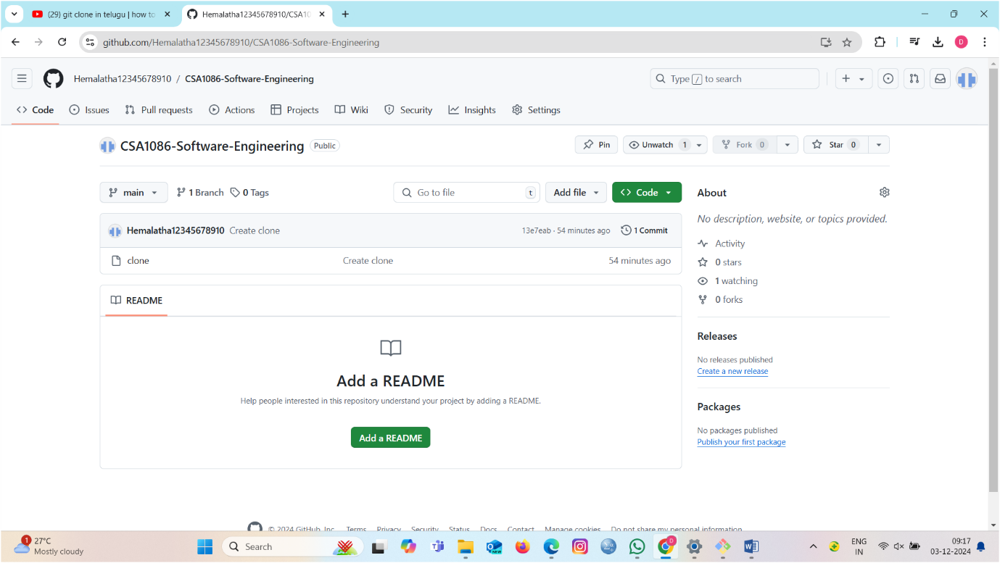 (29) git clone in telugu | how to
Hemalatha12345678910/CSA10
github.com/Hemalatha12345678910/CSA1086-Software-Engineering
D
Hemalatha12345678910 / CSA1086-Software-Engineering
Type / to search
Code Issues Pull requests Actions Projects Wiki Security Insights Settings
CSA1086-Software-Engineering Public
Pin Unwatch 1 Fork 0 Star 0
main 1 Branch 0 Tags Go to file t Add file Code
About
No description, website, or topics provided.
Hemalatha12345678910 Create clone 13e7eab · 54 minutes ago 1 Commit
clone Create clone 54 minutes ago
Activity
0 stars
1 watching
0 forks
README
Add a README
Help people interested in this repository understand your project by adding a README.
Add a README
Releases
No releases published
Create a new release
Packages
No packages published
Publish your first package
© 2024 GitHub, Inc. Terms Privacy Security Status Docs Contact Manage cookies Do not share my personal information
1
27°C
Mostly cloudy
Search
NEW
D
ENG
IN
09:17
03-12-2024